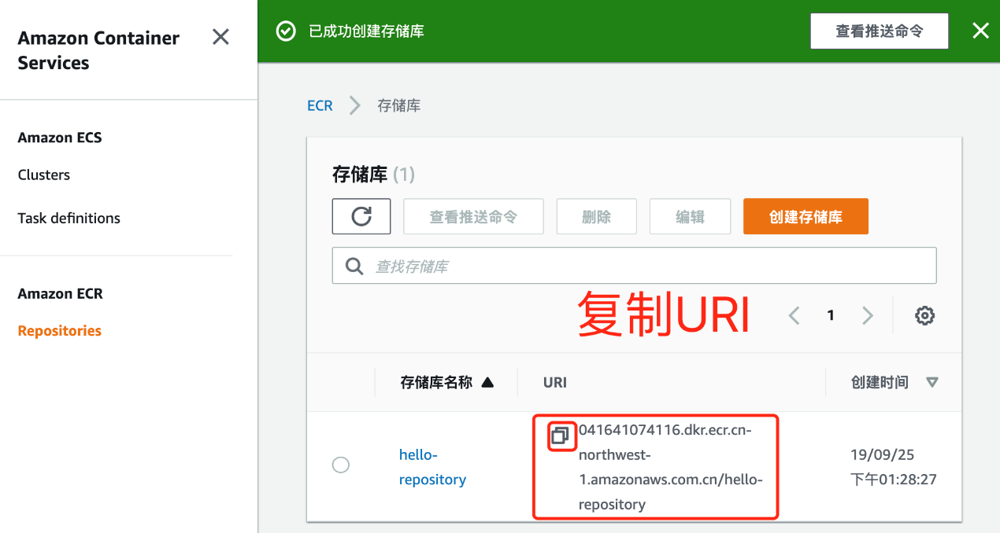 Amazon Container
Services
Amazon ECS
Clusters
Task definitions
Amazon ECR
Repositories
已成功创建存储库
查看推送命令
ECR
存储库
存储库 (1)
查看推送命令
删除
编辑
创建存储库
查找存储库
复制URI
1
存储库名称
URI
创建时间
hello-
repository
041641074116.dkr.ecr.cn-
northwest-
1.amazonaws.com.cn/hello-
repository
19/09/25
下午01:28:27